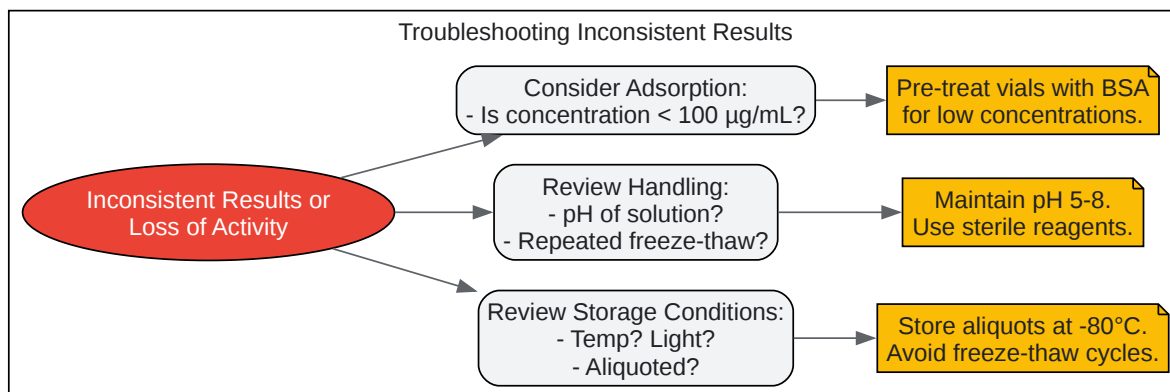 Troubleshooting Inconsistent Results
Inconsistent Results or
Loss of Activity
Consider Adsorption:
- Is concentration < 100 µg/mL?
Pre-treat vials with BSA
for low concentrations.
Review Handling:
- pH of solution?
- Repeated freeze-thaw?
Maintain pH 5-8.
Use sterile reagents.
Review Storage Conditions:
- Temp? Light?
- Aliquoted?
Store aliquots at -80°C.
Avoid freeze-thaw cycles.